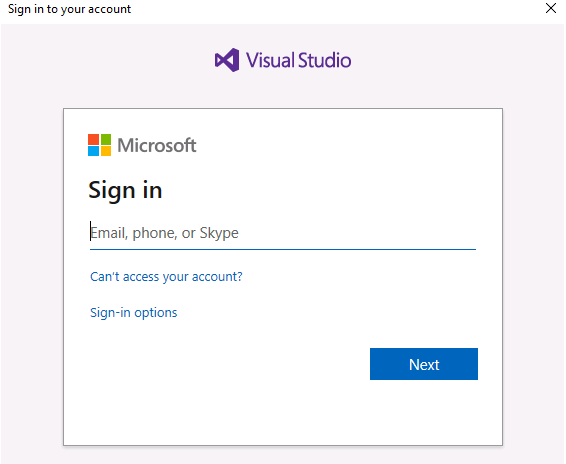 Sign in to your account
Visual Studio
Microsoft
Sign in
Email, phone, or Skype
Can't access your account?
Sign-in options
Next